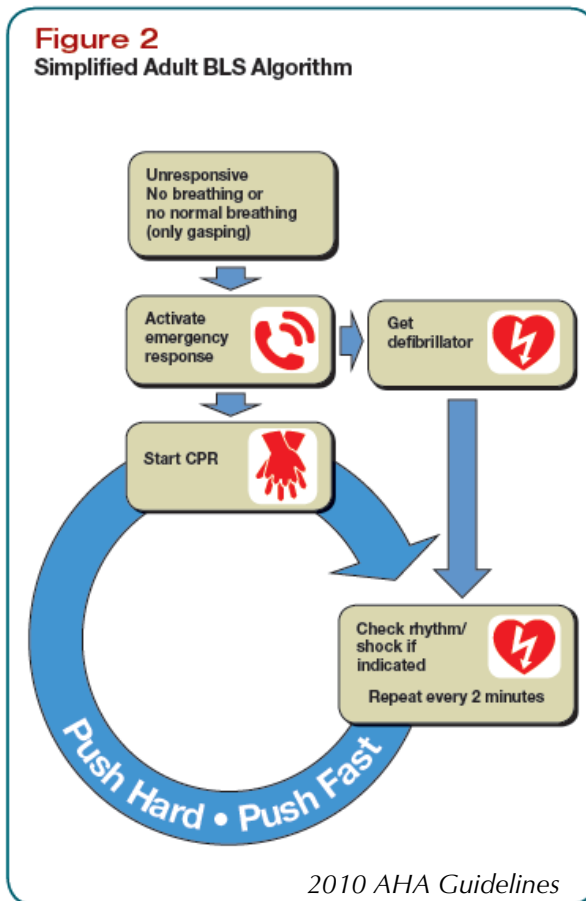 Figure 2
Simplified Adult BLS Algorithm
Unresponsive
No breathing or
no normal breathing
(only gasping)
Activate
emergency
response
Get
defibrillator
Start CPR
Check rhythm/
shock if
indicated
Repeat every 2 minutes
Push Hard • Push Fast
2010 AHA Guidelines